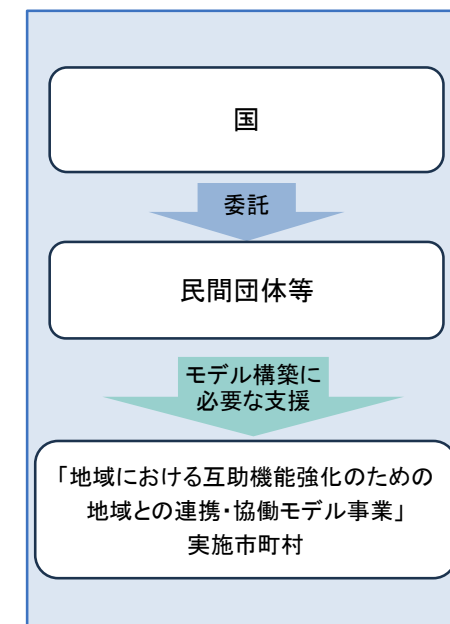 国
委託
民間団体等
モデル構築に
必要な支援
「地域における互助機能強化のための
地域との連携・協働モデル事業」
実施市町村